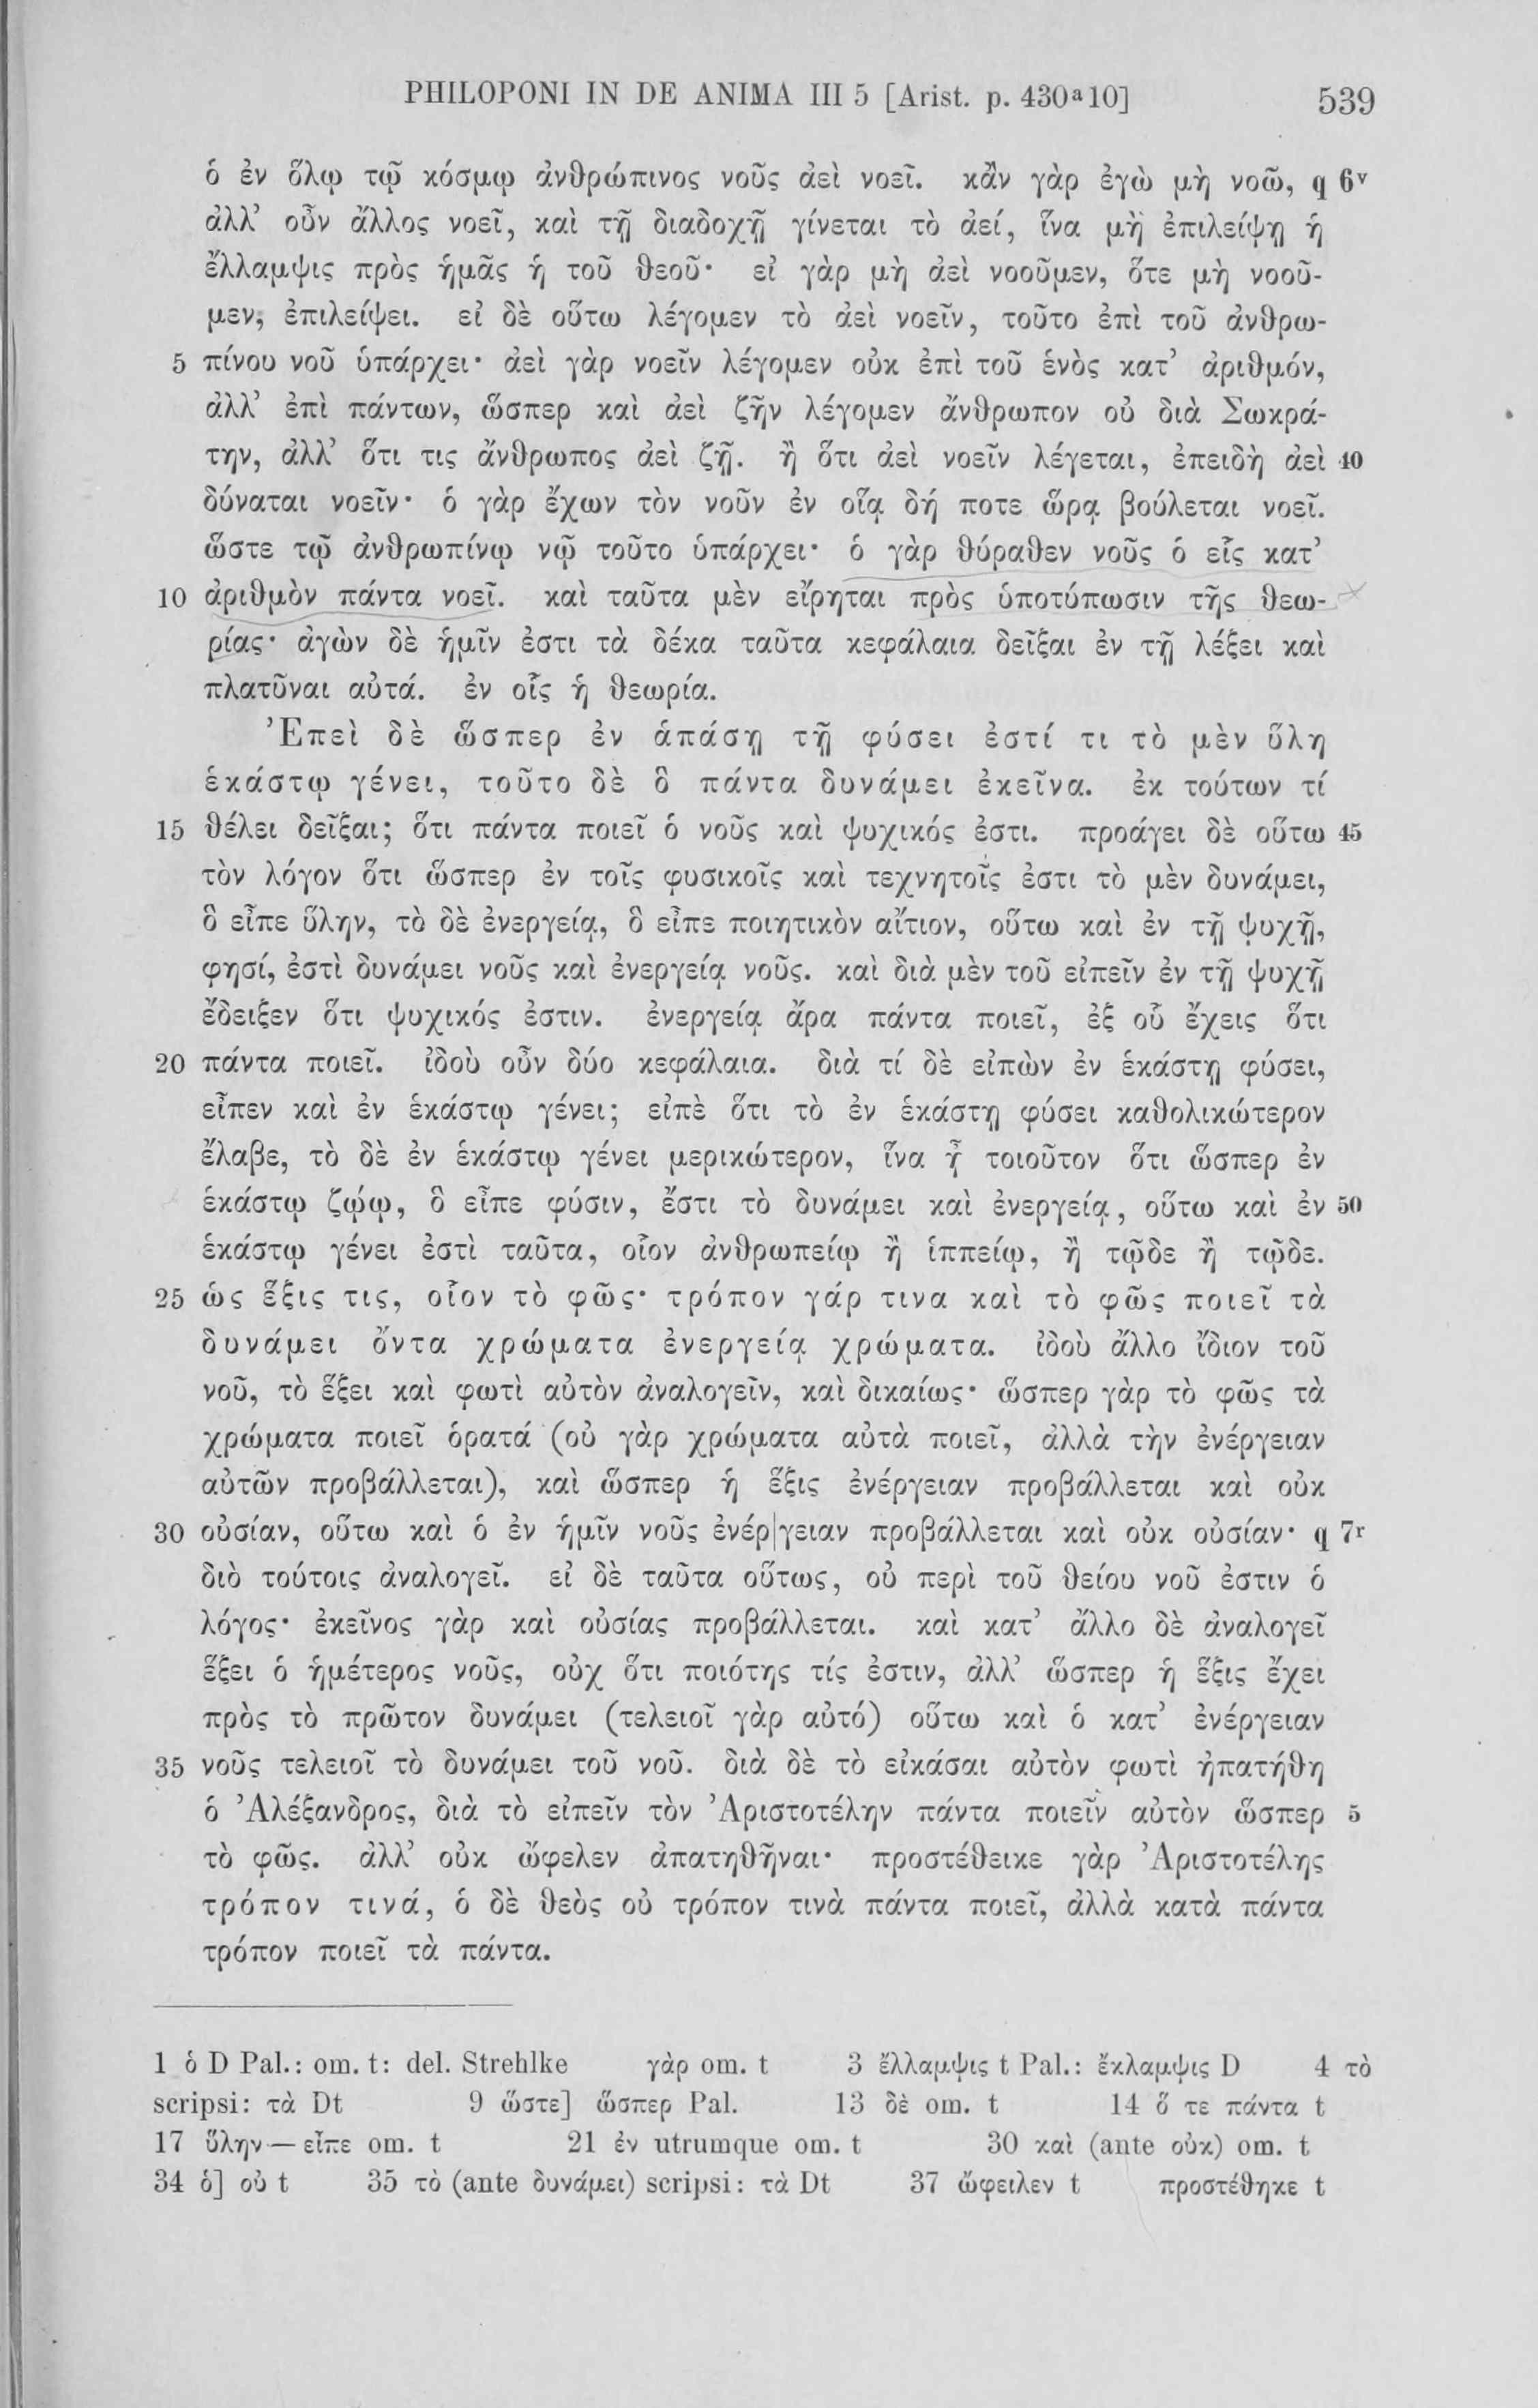 PHILOPONI IN DE ANIMA III 5 [Arist. p. 430ᵃ10] 539
ὁ ἐν ὅλῳ τῷ κόσμῳ ἀνθρώπινος νοῦς ἀεὶ νοεῖ. κἂν γὰρ ἐγὼ μὴ νοῶ, q 6ᵛ
ἀλλ’ οὖν ἄλλος νοεῖ, καὶ τῇ διαδοχῇ γίνεται τὸ ἀεί, ἵνα μὴ ἐπιλείψῃ ἡ
ἔλλαμψις πρὸς ἡμᾶς ἡ τοῦ θεοῦ· εἰ γὰρ μὴ ἀεὶ νοοῦμεν, ὅτε μὴ νοοῦ-
μεν, ἐπιλείψει. εἰ δὲ οὕτω λέγομεν τὸ ἀεὶ νοεῖν, τοῦτο ἐπὶ τοῦ ἀνθρω-
5 πίνου νοῦ ὑπάρχει· ἀεὶ γὰρ νοεῖν λέγομεν οὐκ ἐπὶ τοῦ ἑνὸς κατ’ ἀριθμόν,
ἀλλ’ ἐπὶ πάντων, ὥσπερ καὶ ἀεὶ ζῆν λέγομεν ἄνθρωπον οὐ διὰ Σωκρά-
την, ἀλλ’ ὅτι τις ἄνθρωπος ἀεὶ ζῇ. ἢ ὅτι ἀεὶ νοεῖν λέγεται, ἐπειδὴ ἀεὶ 40
δύναται νοεῖν· ὁ γὰρ ἔχων τὸν νοῦν ἐν οἵᾳ δή ποτε ὥρᾳ βούλεται νοεῖ.
ὥστε τῷ ἀνθρωπίνῳ νῷ τοῦτο ὑπάρχει· ὁ γὰρ θύραθεν νοῦς ὁ εἷς κατ’
10 ἀριθμὸν πάντα νοεῖ. καὶ ταῦτα μὲν εἴρηται πρὸς ὑποτύπωσιν τῆς θεω-
ρίας· ἀγὼν δὲ ἡμῖν ἐστι τὰ δέκα ταῦτα κεφάλαια δεῖξαι ἐν τῇ λέξει καὶ
πλατῦναι αὐτά. ἐν οἷς ἡ θεωρία.
Ἐπεὶ δὲ ὥσπερ ἐν ἁπάσῃ τῇ φύσει ἐστί τι τὸ μὲν ὕλη
ἑκάστῳ γένει, τοῦτο δὲ ὃ πάντα δυνάμει ἐκεῖνα. ἐκ τούτων τί
15 θέλει δεῖξαι; ὅτι πάντα ποιεῖ ὁ νοῦς καὶ ψυχικός ἐστι. προάγει δὲ οὕτω 45
τὸν λόγον ὅτι ὥσπερ ἐν τοῖς φυσικοῖς καὶ τεχνητοῖς ἐστι τὸ μὲν δυνάμει,
ὃ εἶπε ὕλην, τὸ δὲ ἐνεργείᾳ, ὃ εἶπε ποιητικὸν αἴτιον, οὕτω καὶ ἐν τῇ ψυχῇ,
φησί, ἐστὶ δυνάμει νοῦς καὶ ἐνεργείᾳ νοῦς. καὶ διὰ μὲν τοῦ εἰπεῖν ἐν τῇ ψυχῇ
ἔδειξεν ὅτι ψυχικός ἐστιν. ἐνεργείᾳ ἄρα πάντα ποιεῖ, ἐξ οὗ ἔχεις ὅτι
20 πάντα ποιεῖ. ἰδοὺ οὖν δύο κεφάλαια. διὰ τί δὲ εἰπὼν ἐν ἑκάστῃ φύσει,
εἶπεν καὶ ἐν ἑκάστῳ γένει; εἰπὲ ὅτι τὸ ἐν ἑκάστῃ φύσει καθολικώτερον
ἔλαβε, τὸ δὲ ἐν ἑκάστῳ γένει μερικώτερον, ἵνα ᾖ τοιοῦτον ὅτι ὥσπερ ἐν
ἑκάστῳ ζῴῳ, ὃ εἶπε φύσιν, ἔστι τὸ δυνάμει καὶ ἐνεργείᾳ, οὕτω καὶ ἐν 50
ἑκάστῳ γένει ἐστὶ ταῦτα, οἷον ἀνθρωπείῳ ἢ ἱππείῳ, ἢ τῷδε ἢ τῷδε.
25 ὡς ἕξις τις, οἷον τὸ φῶς· τρόπον γάρ τινα καὶ τὸ φῶς ποιεῖ τὰ
δυνάμει ὄντα χρώματα ἐνεργείᾳ χρώματα. ἰδοὺ ἄλλο ἴδιον τοῦ
νοῦ, τὸ ἕξει καὶ φωτὶ αὐτὸν ἀναλογεῖν, καὶ δικαίως· ὥσπερ γὰρ τὸ φῶς τὰ
χρώματα ποιεῖ ὁρατά (οὐ γὰρ χρώματα αὐτὰ ποιεῖ, ἀλλὰ τὴν ἐνέργειαν
αὐτῶν προβάλλεται), καὶ ὥσπερ ἡ ἕξις ἐνέργειαν προβάλλεται καὶ οὐκ
30 οὐσίαν, οὕτω καὶ ὁ ἐν ἡμῖν νοῦς ἐνέρ|γειαν προβάλλεται καὶ οὐκ οὐσίαν· q 7ʳ
διὸ τούτοις ἀναλογεῖ. εἰ δὲ ταῦτα οὕτως, οὐ περὶ τοῦ θείου νοῦ ἐστιν ὁ
λόγος· ἐκεῖνος γὰρ καὶ οὐσίας προβάλλεται. καὶ κατ’ ἄλλο δὲ ἀναλογεῖ
ἕξει ὁ ἡμέτερος νοῦς, οὐχ ὅτι ποιότης τίς ἐστιν, ἀλλ’ ὥσπερ ἡ ἕξις ἔχει
πρὸς τὸ πρῶτον δυνάμει (τελειοῖ γὰρ αὐτό) οὕτω καὶ ὁ κατ’ ἐνέργειαν
35 νοῦς τελειοῖ τὸ δυνάμει τοῦ νοῦ. διὰ δὲ τὸ εἰκάσαι αὐτὸν φωτὶ ἠπατήθη
ὁ Ἀλέξανδρος, διὰ τὸ εἰπεῖν τὸν Ἀριστοτέλην πάντα ποιεῖν αὐτὸν ὥσπερ 5
τὸ φῶς. ἀλλ’ οὐκ ὤφελεν ἀπατηθῆναι· προστέθεικε γὰρ Ἀριστοτέλης
τρόπον τινά, ὁ δὲ θεὸς οὐ τρόπον τινὰ πάντα ποιεῖ, ἀλλὰ κατὰ πάντα
τρόπον ποιεῖ τὰ πάντα.
1 ὁ D Pal.: om. t: del. Strehlke γὰρ om. t 3 ἔλλαμψις t Pal.: ἔκλαμψις D 4 τὸ
scripsi: τὰ Dt 9 ὥστε] ὥσπερ Pal. 13 δὲ om. t 14 ὅ τε πάντα t
17 ὕλην — εἶπε om. t 21 ἐν utrumque om. t 30 καὶ (ante οὐκ) om. t
34 ὁ] οὐ t 35 τὸ (ante δυνάμει) scripsi: τὰ Dt 37 ὤφειλεν t προστέθηκε t